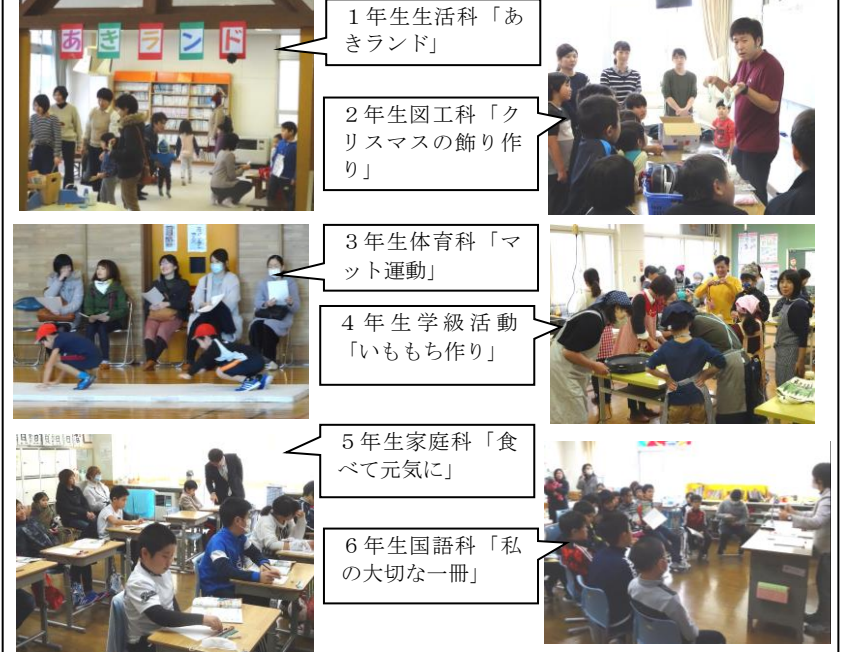 あきランド
１年生生活科「あ
きランド」
２年生図工科「ク
リスマスの飾り作
り」
３年生体育科「マ
ット運動」
４年生学級活動
「いももち作り」
５年生家庭科「食
べて元気に」
６年生国語科「私
の大切な一冊」